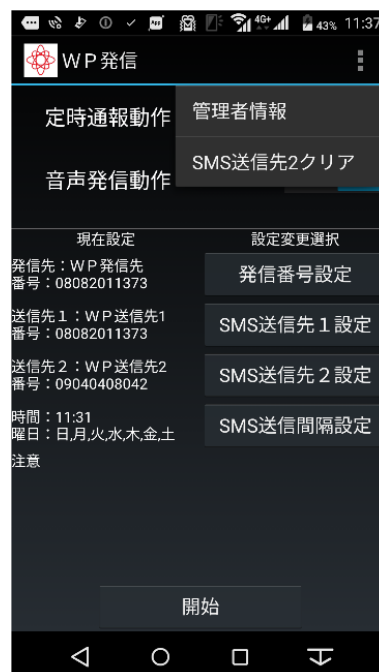 4G+ 43% 11:37
WP発信
定時通報動作
管理者情報
音声発信動作
SMS送信先2クリア
現在設定
設定変更選択
発信先:WP発信先
番号:08082011373
発信番号設定
送信先1:WP送信先1
番号:08082011373
SMS送信先1設定
送信先2:WP送信先2
番号:09040408042
SMS送信先2設定
時間:11:31
曜日:日,月,火,水,木,金,土
SMS送信間隔設定
注意
開始